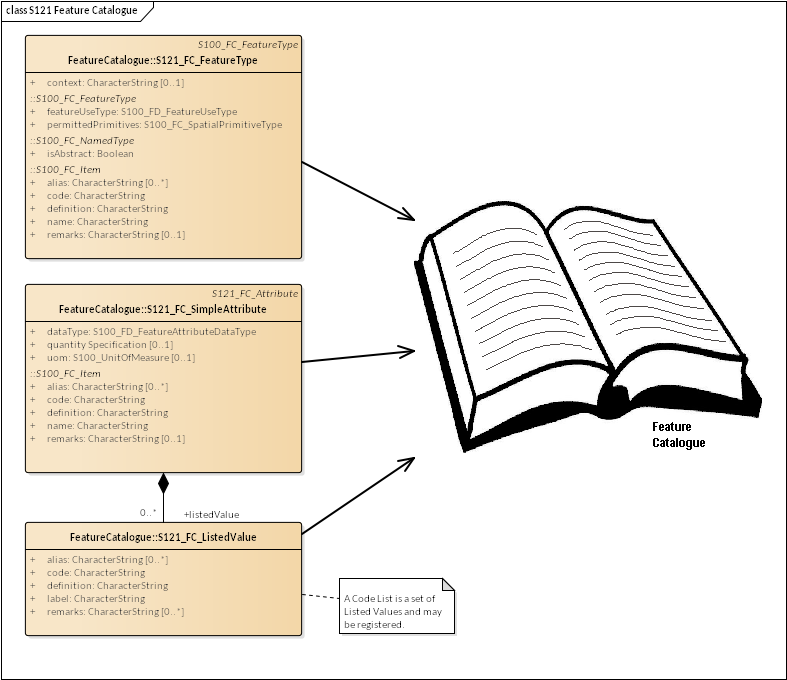 class S121 Feature Catalogue
S100_FC_FeatureType
FeatureCatalogue::S121_FC_FeatureType
+ context: CharacterString [0..1]
::S100_FC_FeatureType
+ featureUseType: S100_FD_FeatureUseType
+ permittedPrimitives: S100_FC_SpatialPrimitiveType
::S100_FC_NamedType
+ isAbstract: Boolean
::S100_FC_Item
+ alias: CharacterString [0..*]
+ code: CharacterString
+ definition: CharacterString
+ name: CharacterString
+ remarks: CharacterString [0..1]
S121_FC_Attribute
FeatureCatalogue::S121_FC_SimpleAttribute
+ dataType: S100_FD_FeatureAttributeDataType
+ quantity Specification [0..1]
+ uom: S100_UnitOfMeasure [0..1]
::S100_FC_Item
+ alias: CharacterString [0..*]
+ code: CharacterString
+ definition: CharacterString
+ name: CharacterString
+ remarks: CharacterString [0..1]
0..* +listedValue
FeatureCatalogue::S121_FC_ListedValue
+ alias: CharacterString [0..*]
+ code: CharacterString
+ definition: CharacterString
+ label: CharacterString
+ remarks: CharacterString [0..*]
A Code List is a set of
Listed Values and may
be registered.
Feature
Catalogue